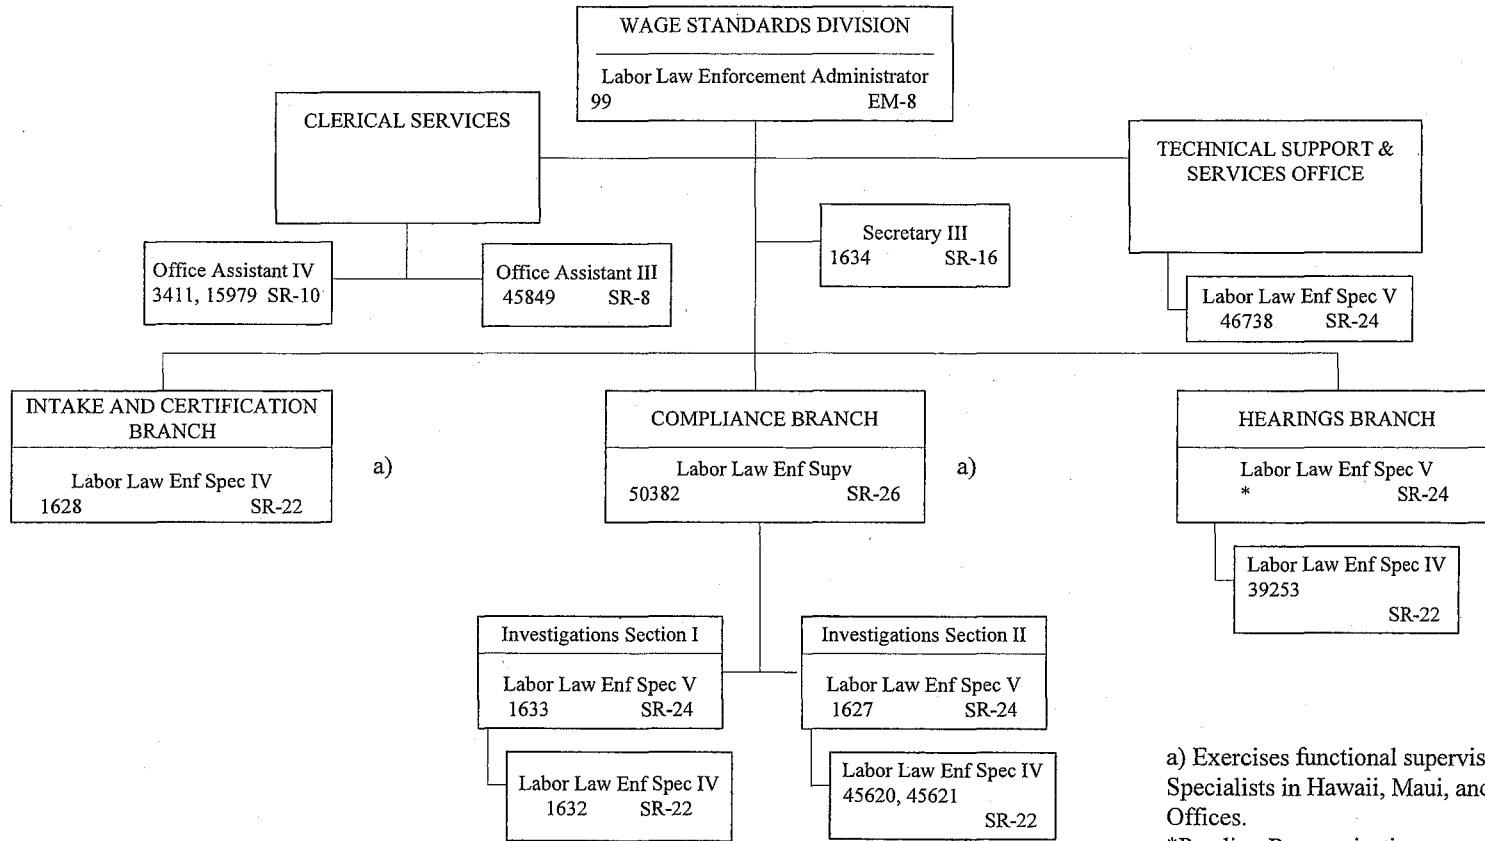 WAGE STANDARDS DIVISION
Labor Law Enforcement Administrator
99 EM-8
CLERICAL SERVICES
TECHNICAL SUPPORT &
SERVICES OFFICE
Secretary III
1634 SR-16
Office Assistant IV
3411, 15979 SR-10
Office Assistant III
45849 SR-8
Labor Law Enf Spec V
46738 SR-24
INTAKE AND CERTIFICATION
BRANCH
Labor Law Enf Spec IV
1628 SR-22
a)
COMPLIANCE BRANCH
Labor Law Enf Supv
50382 SR-26
a)
HEARINGS BRANCH
Labor Law Enf Spec V
* SR-24
Labor Law Enf Spec IV
39253
SR-22
Investigations Section I
Labor Law Enf Spec V
1633 SR-24
Labor Law Enf Spec IV
1632 SR-22
Investigations Section II
Labor Law Enf Spec V
1627 SR-24
Labor Law Enf Spec IV
45620, 45621
SR-22
a) Exercises functional supervis
Specialists in Hawaii, Maui, and
Offices.